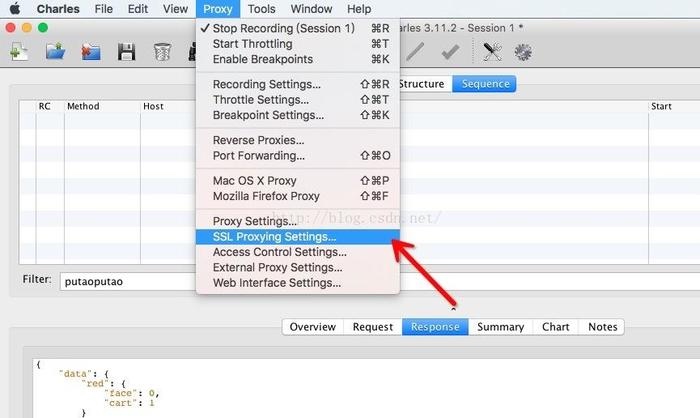 Charles File Edit View Proxy Tools Window Help
Stop Recording (Session 1) ⌘R
arles 3.11.2 - Session 1 *
Start Throttling ⌘T
Enable Breakpoints ⌘K
Recording Settings... ⇧⌘R
Structure Sequence
Throttle Settings... ⇧⌘T
RC Method Host Start
Breakpoint Settings... ⇧⌘K
Reverse Proxies...
Port Forwarding... ⇧⌘O
Mac OS X Proxy ⇧⌘P
Mozilla Firefox Proxy ⇧⌘F
http://blog.csdn.net/
Proxy Settings...
SSL Proxying Settings...
Access Control Settings...
External Proxy Settings...
Web Interface Settings...
Filter: putaoputao
Overview Request Response Summary Chart Notes
{
"data": {
"red": {
"face": 0,
"cart": 1
}